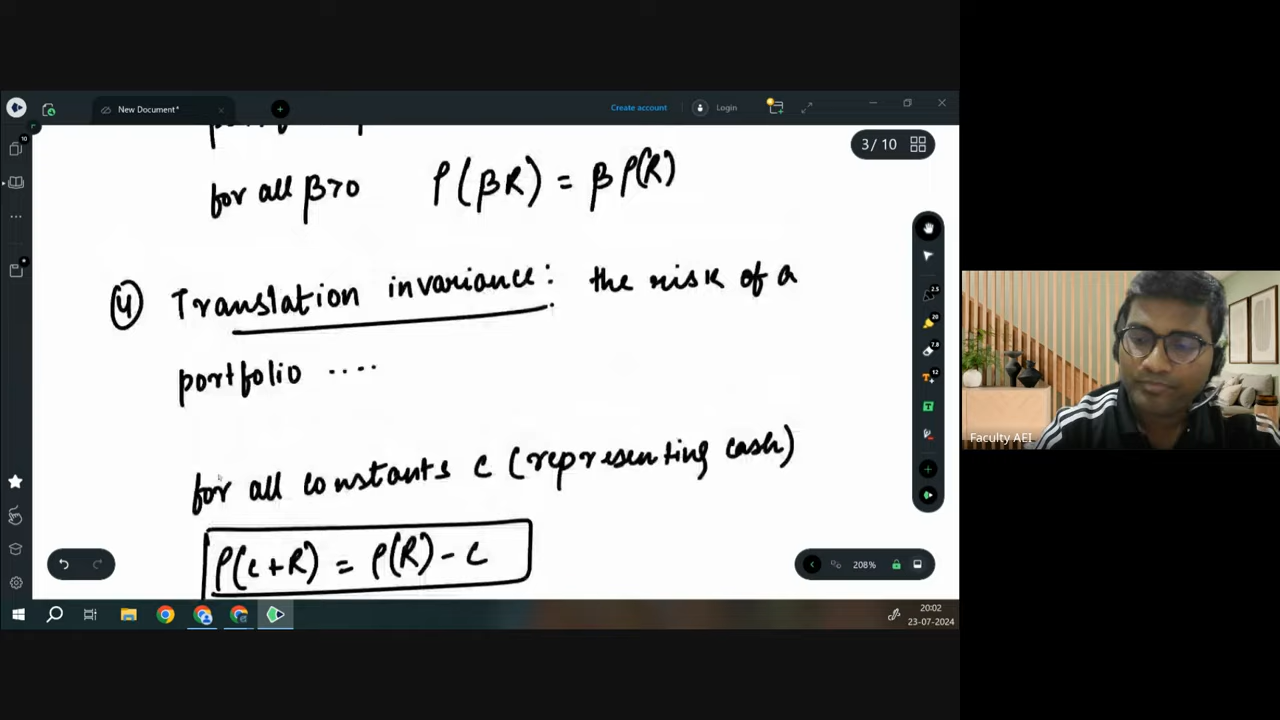 New Document*
Create account
Login
3 / 10
for all β>0 ρ(βR) = β ρ(R)
④ Translation invariance: the risk of a
portfolio ....
for all constants c (representing cash)
ρ(c+R) = ρ(R) - c
Faculty AEI
208%
20:02
23-07-2024